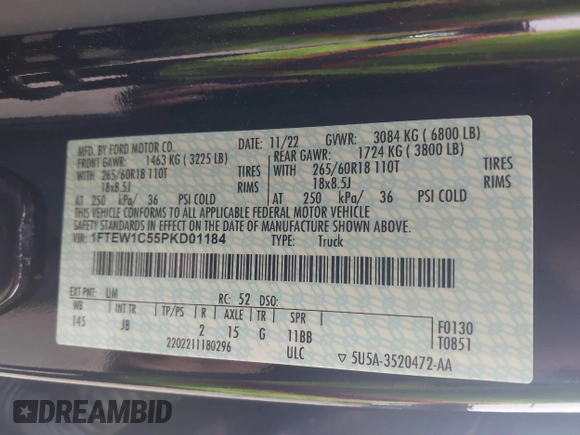 MFD. BY FORD MOTOR CO.
DATE: 11/22 GVWR: 3084 KG ( 6800 LB)
FRONT GAWR: 1463 KG ( 3225 LB)
REAR GAWR: 1724 KG ( 3800 LB)
WITH 265/60R18 110T TIRES
WITH 265/60R18 110T TIRES
18x8.5J RIMS
18x8.5J RIMS
AT 250 kPa/ 36 PSI COLD
AT 250 kPa/ 36 PSI COLD
THIS VEHICLE CONFORMS TO ALL APPLICABLE FEDERAL MOTOR VEHICLE
SAFETY STANDARDS IN EFFECT ON THE DATE OF MANUFACTURE SHOWN ABOVE.
VIN: 1FTEW1C55PKD01184 TYPE: Truck
EXT PNT: UM RC: 52 DSO:
WB INT TR TP/PS R AXLE TR SPR
145 JB 2 15 G 11BB
F0130
T0851
2202211180296 ULC
5U5A-3520472-AA
DREAMBID